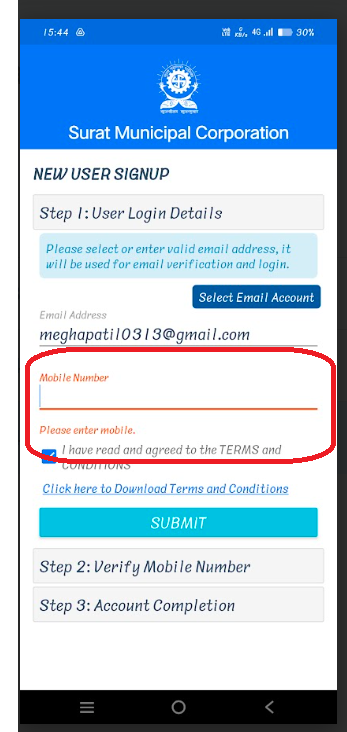 15:44
4G 30%
Surat Municipal Corporation
NEW USER SIGNUP
Step 1: User Login Details
Please select or enter valid email address, it
will be used for email verification and login.
Select Email Account
Email Address
meghapatil0313@gmail.com
Mobile Number
Please enter mobile.
I have read and agreed to the TERMS and
CONDITIONS
Click here to Download Terms and Conditions
SUBMIT
Step 2: Verify Mobile Number
Step 3: Account Completion